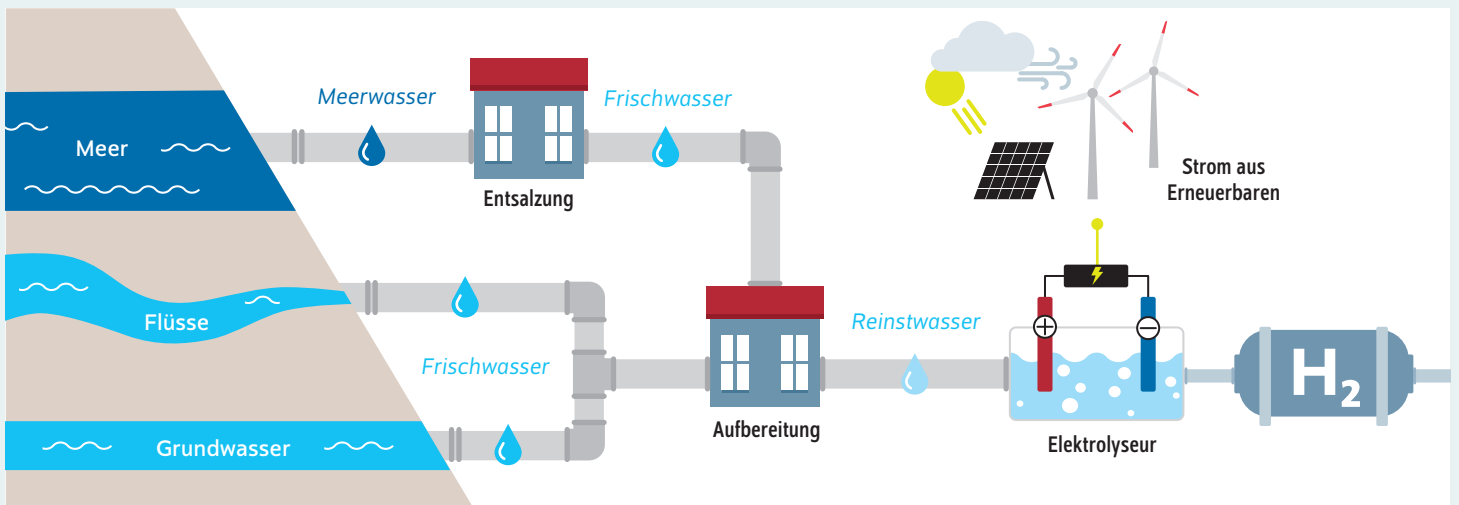 Meer
Meerwasser
Entsalzung
Frischwasser
Strom aus
Erneuerbaren
Flüsse
Frischwasser
Grundwasser
Aufbereitung
Reinstwasser
+
−
Elektrolyseur
H₂